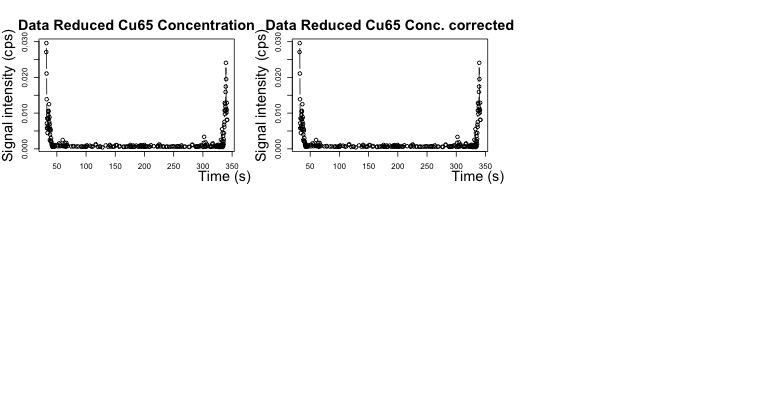 Data Reduced Cu65 Concentration
Signal intensity (cps)
0.030
0.020
0.010
0.000
50 100 150 200 250 300 350
Time (s)
Data Reduced Cu65 Conc. corrected
Signal intensity (cps)
0.030
0.020
0.010
0.000
50 100 150 200 250 300 350
Time (s)